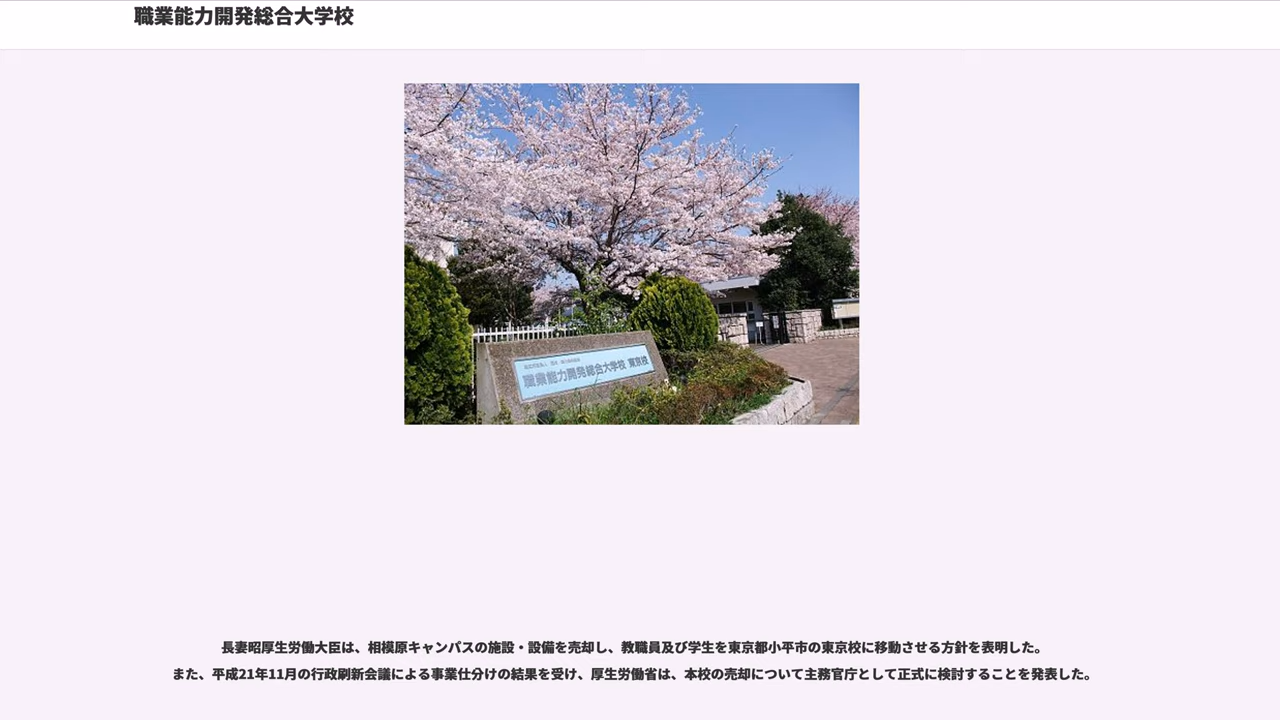 職業能力開発総合大学校
職業能力開発総合大学校 東京校
長妻昭厚生労働大臣は、相模原キャンパスの施設・設備を売却し、教職員及び学生を東京都小平市の東京校に移動させる方針を表明した。
また、平成21年11月の行政刷新会議による事業仕分けの結果を受け、厚生労働省は、本校の売却について主務官庁として正式に検討することを発表した。